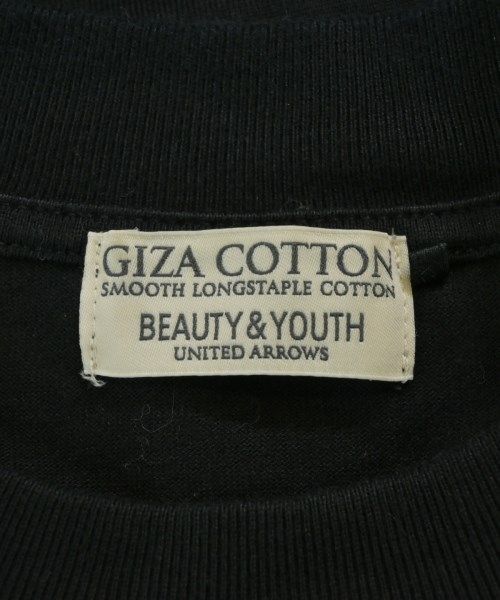 GIZA COTTON
SMOOTH LONGSTAPLE COTTON
BEAUTY&YOUTH
UNITED ARROWS